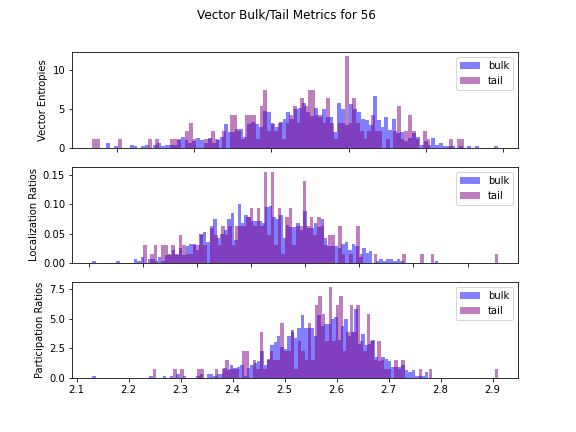 Vector Bulk/Tail Metrics for 56
Vector Entropies
10
5
0
bulk
tail
Localization Ratios
0.15
0.10
0.05
0.00
bulk
tail
Participation Ratios
7.5
5.0
2.5
0.0
bulk
tail
2.1 2.2 2.3 2.4 2.5 2.6 2.7 2.8 2.9